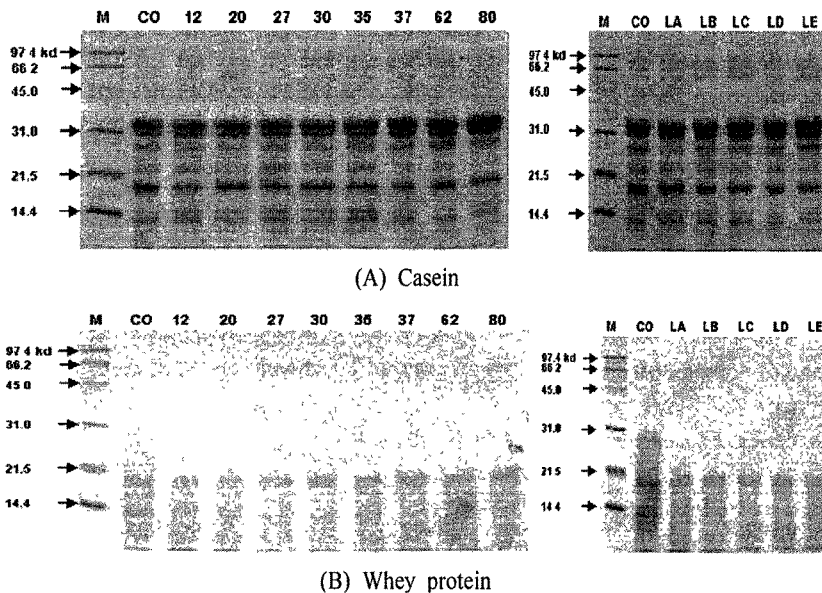 M CO 12 20 27 30 35 37 62 80
97 4 kd
66.2
45.0
31.0
21.5
14.4
M CO LA LB LC LD LE
97 4 kd
66.2
45.0
31.0
21.5
14.4
(A) Casein
M CO 12 20 27 30 35 37 62 80
97 4 kd
66.2
45 0
31.0
21.5
14.4
M CO LA LB LC LD LE
97.4 kd
66.2
45.0
31.0
21.5
14 4
(B) Whey protein